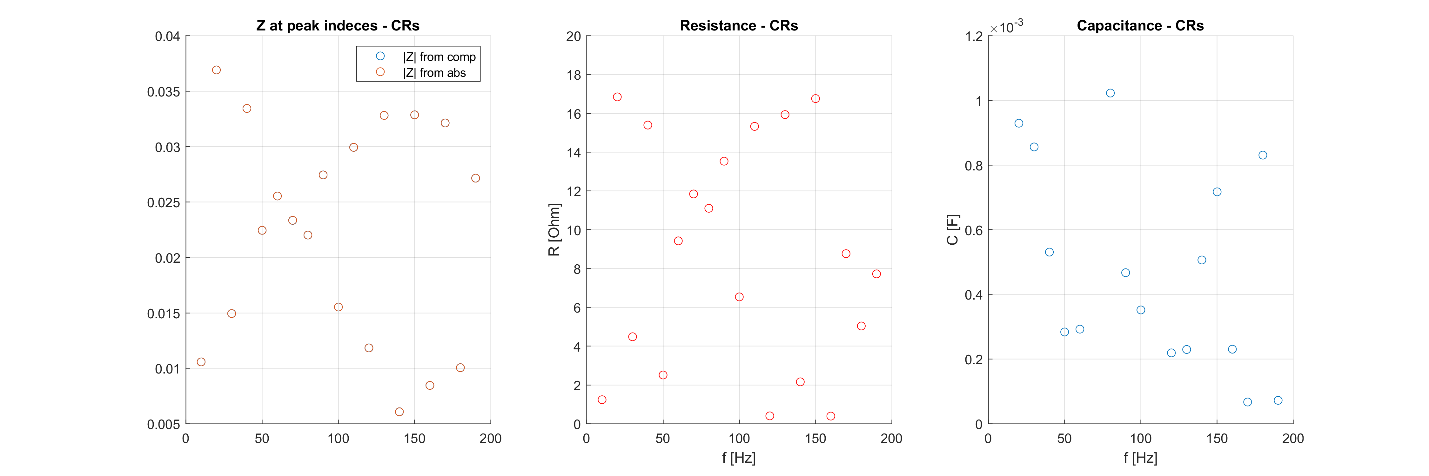 Z at peak indeces - CRs
|Z| from comp
|Z| from abs
0.04
0.035
0.03
0.025
0.02
0.015
0.01
0.005
0 50 100 150 200
Resistance - CRs
R [Ohm]
20
18
16
14
12
10
8
6
4
2
0
0 50 100 150 200
f [Hz]
Capacitance - CRs
×10-3
C [F]
1.2
1
0.8
0.6
0.4
0.2
0
0 50 100 150 200
f [Hz]